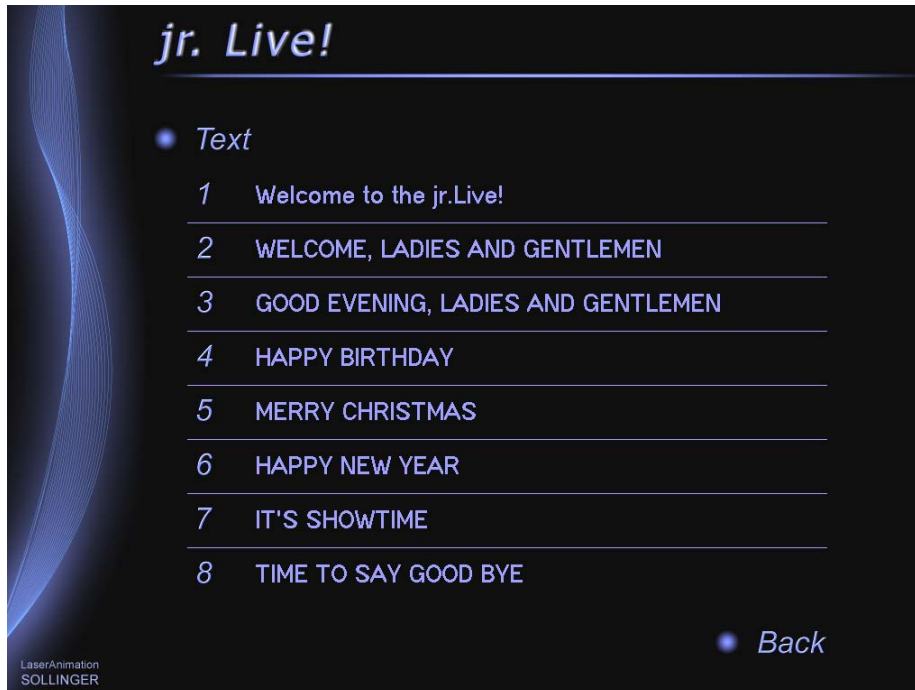 jr. Live!
Text
1 Welcome to the jr.Live!
2 WELCOME, LADIES AND GENTLEMEN
3 GOOD EVENING, LADIES AND GENTLEMEN
4 HAPPY BIRTHDAY
5 MERRY CHRISTMAS
6 HAPPY NEW YEAR
7 IT'S SHOWTIME
8 TIME TO SAY GOOD BYE
Back
LaserAnimation
SOLLINGER